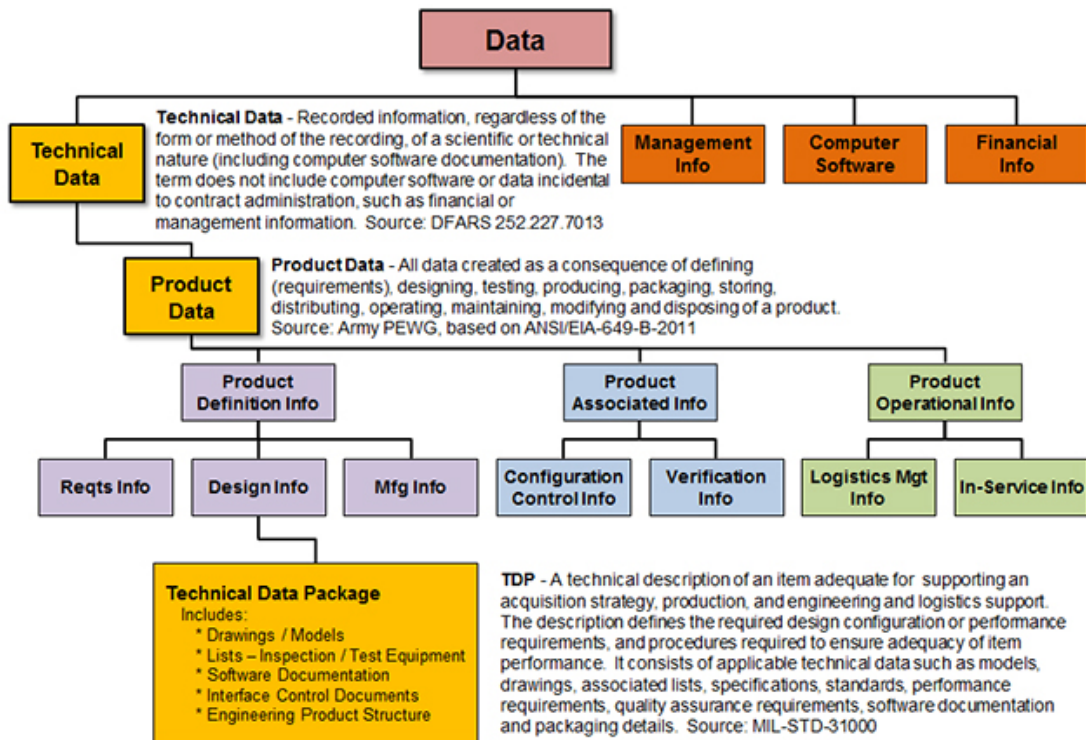 Data
Technical Data - Recorded information, regardless of the
form or method of the recording, of a scientific or technical
nature (including computer software documentation). The
term does not include computer software or data incidental
to contract administration, such as financial or
management information. Source: DFARS 252.227.7013
Technical
Data
Management
Info
Computer
Software
Financial
Info
Product Data - All data created as a consequence of defining
(requirements), designing, testing, producing, packaging, storing,
distributing, operating, maintaining, modifying and disposing of a product.
Source: Army PEWG, based on ANSI/EIA-649-B-2011
Product
Data
Product
Definition Info
Product
Associated Info
Product
Operational Info
Reqts Info
Design Info
Mfg Info
Configuration
Control Info
Verification
Info
Logistics Mgt
Info
In-Service Info
Technical Data Package
Includes:
* Drawings / Models
* Lists – Inspection / Test Equipment
* Software Documentation
* Interface Control Documents
* Engineering Product Structure
TDP - A technical description of an item adequate for supporting an
acquisition strategy, production, and engineering and logistics support.
The description defines the required design configuration or performance
requirements, and procedures required to ensure adequacy of item
performance. It consists of applicable technical data such as models,
drawings, associated lists, specifications, standards, performance
requirements, quality assurance requirements, software documentation
and packaging details. Source: MIL-STD-31000